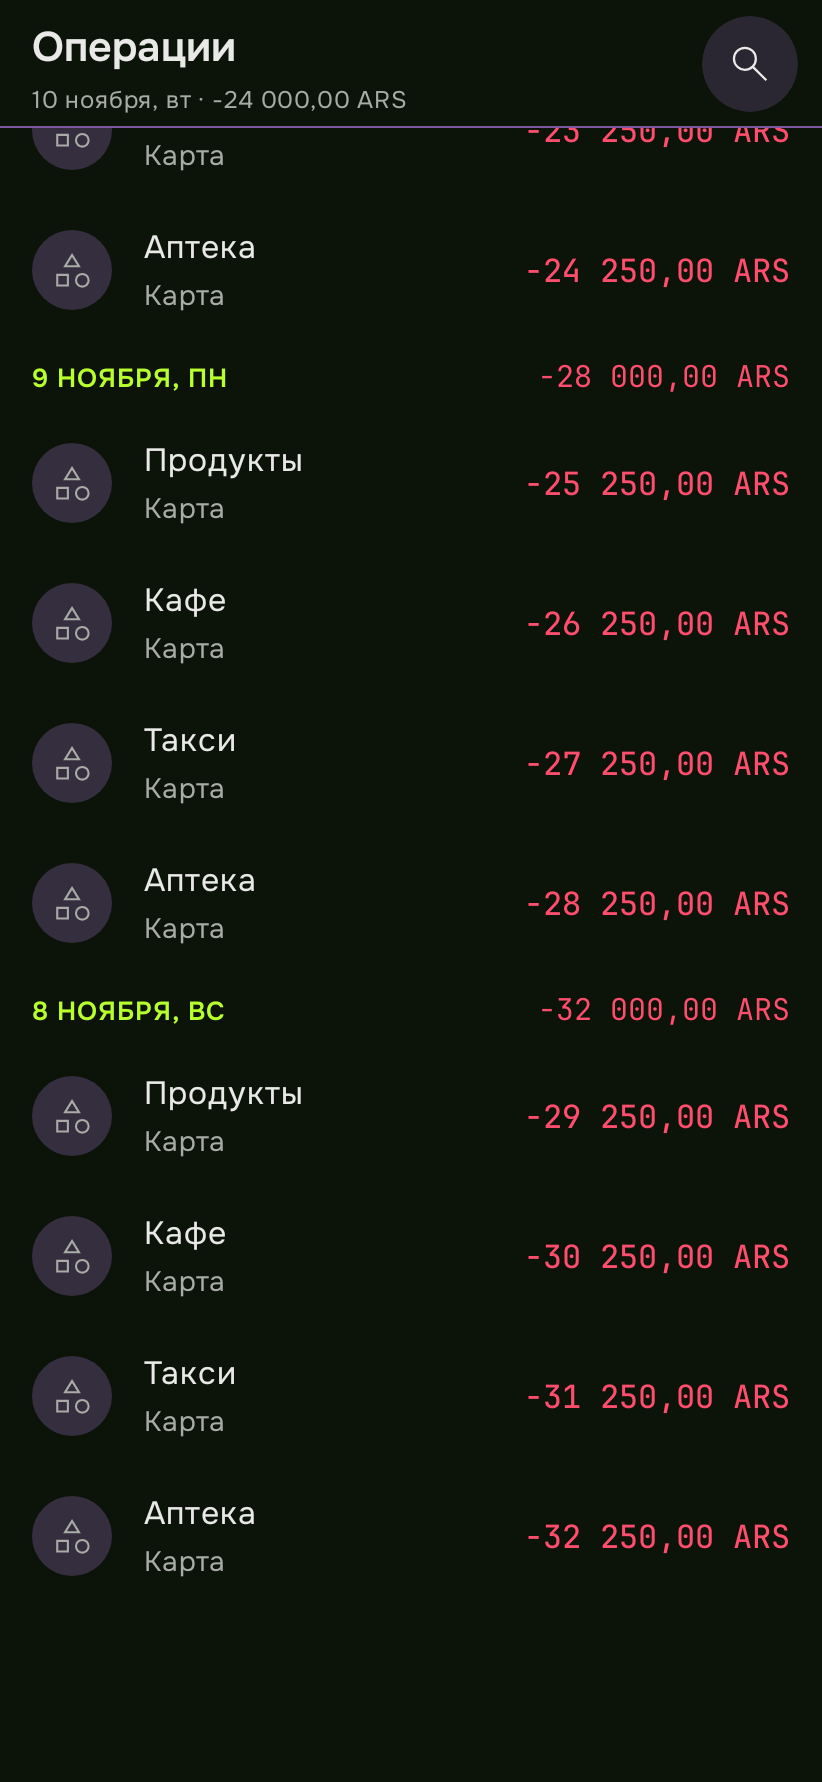 Операции
10 ноября, вт · -24 000,00 ARS
-23 250,00 ARS
Карта
Аптека
-24 250,00 ARS
Карта
9 НОЯБРЯ, ПН
-28 000,00 ARS
Продукты
-25 250,00 ARS
Карта
Кафе
-26 250,00 ARS
Карта
Такси
-27 250,00 ARS
Карта
Аптека
-28 250,00 ARS
Карта
8 НОЯБРЯ, ВС
-32 000,00 ARS
Продукты
-29 250,00 ARS
Карта
Кафе
-30 250,00 ARS
Карта
Такси
-31 250,00 ARS
Карта
Аптека
-32 250,00 ARS
Карта